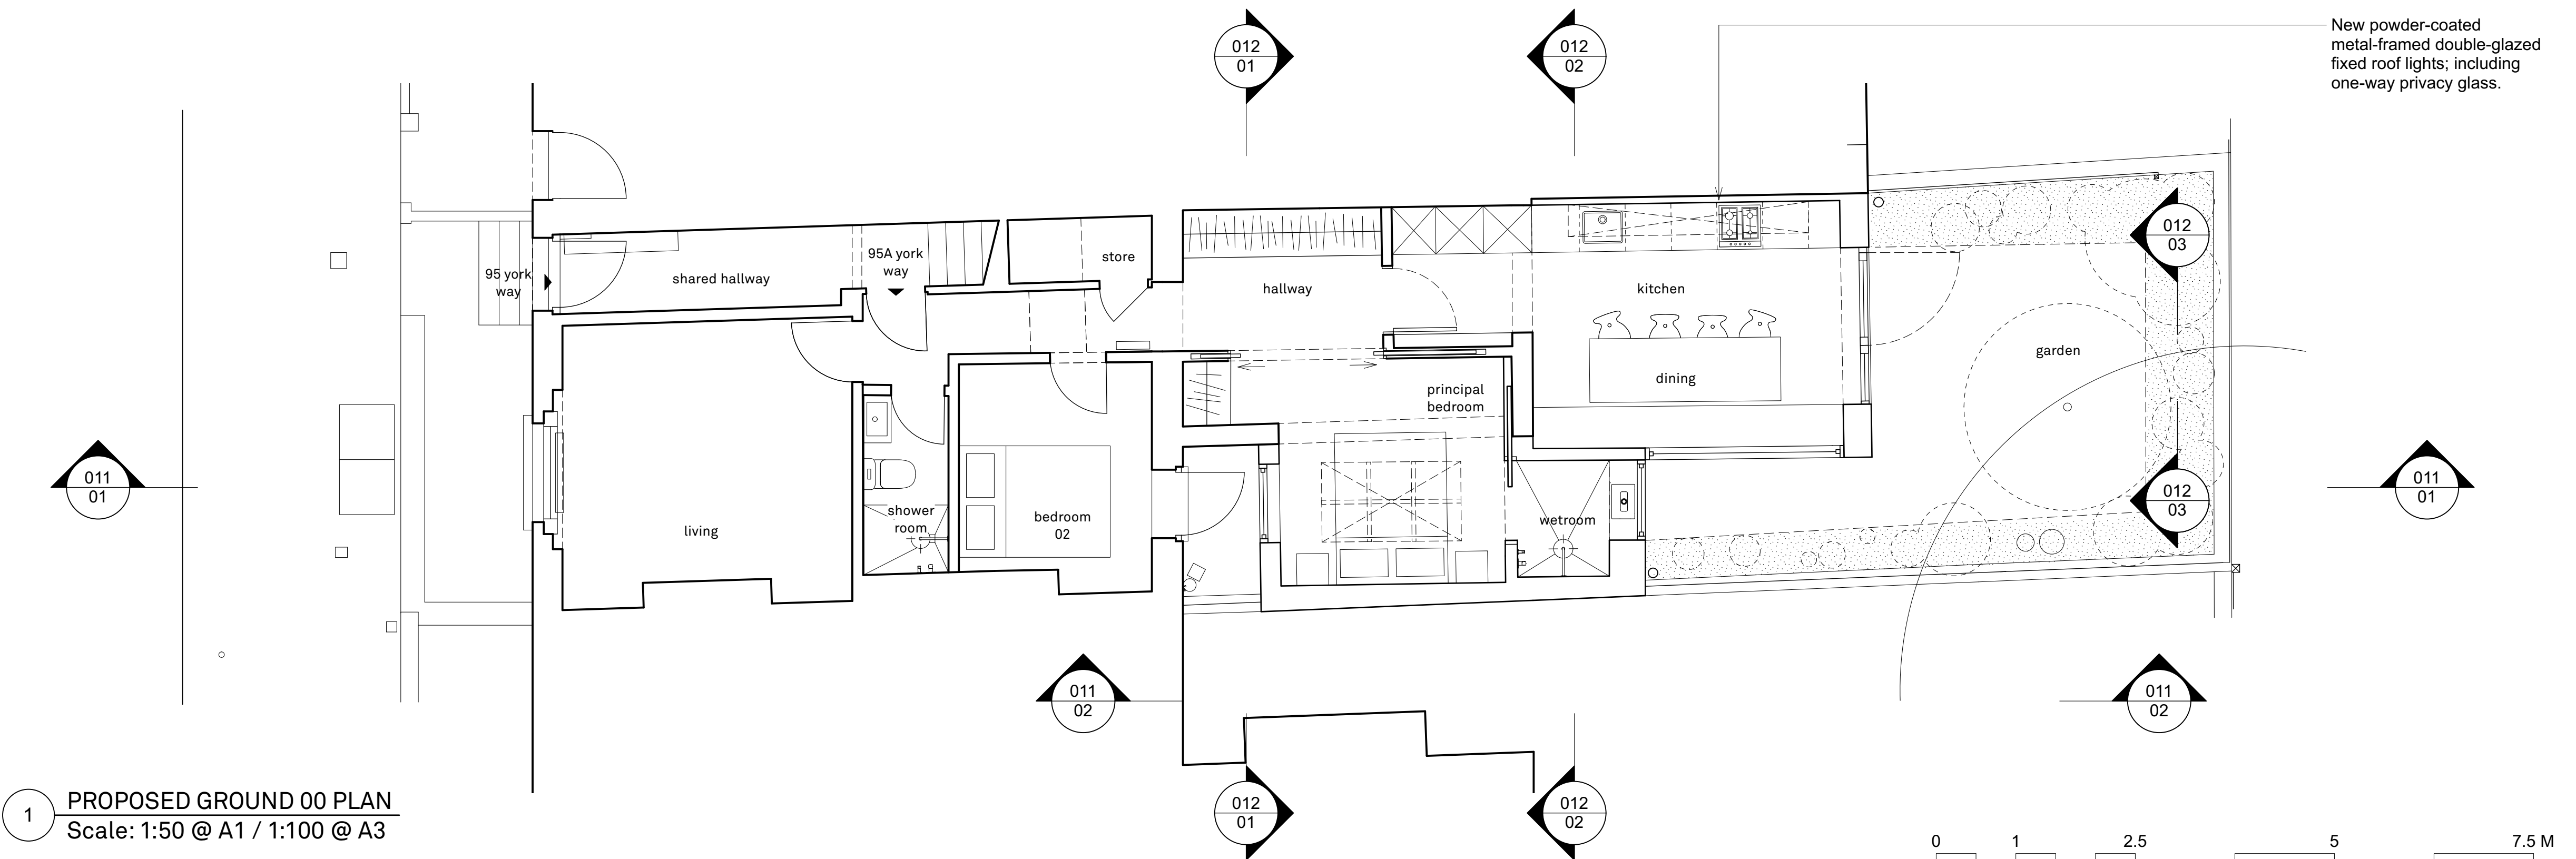 012
01
012
02
New powder-coated
metal-framed double-glazed
fixed roof lights; including
one-way privacy glass.
95 york
way
shared hallway
95A york
way
store
hallway
kitchen
012
03
garden
principal
bedroom
dining
011
01
living
shower
room
bedroom
02
wetroom
012
03
011
01
011
02
011
02
1
PROPOSED GROUND 00 PLAN
Scale: 1:50 @ A1 / 1:100 @ A3
012
01
012
02
0 1 2.5 5 7.5 M